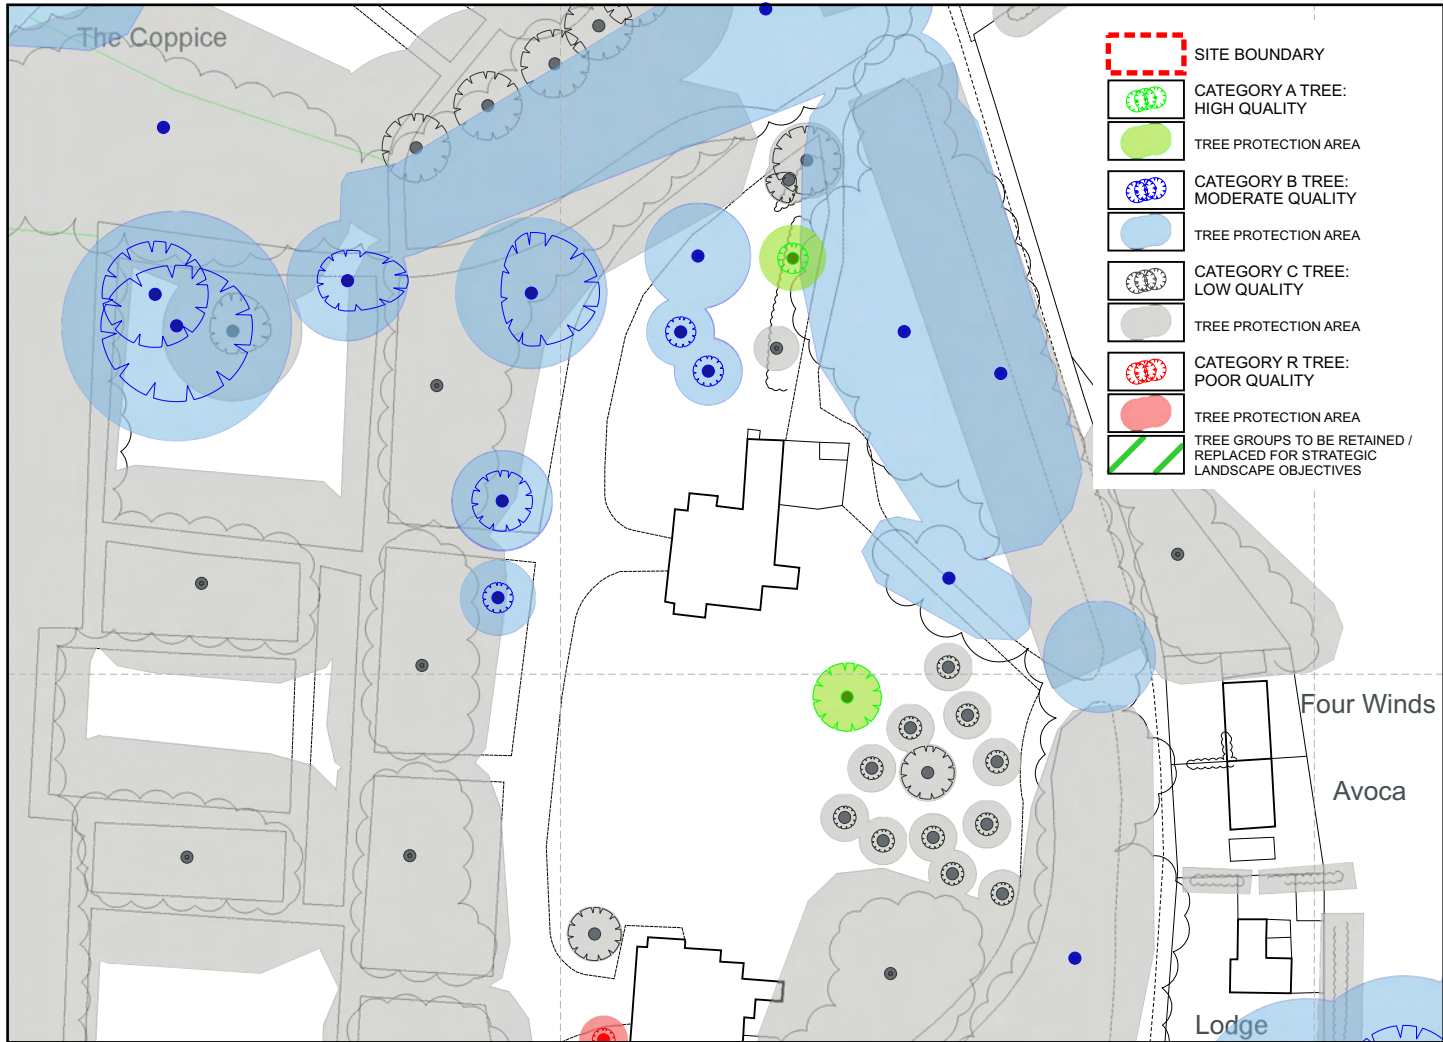 The Coppice
SITE BOUNDARY
CATEGORY A TREE:
HIGH QUALITY
TREE PROTECTION AREA
CATEGORY B TREE:
MODERATE QUALITY
TREE PROTECTION AREA
CATEGORY C TREE:
LOW QUALITY
TREE PROTECTION AREA
CATEGORY R TREE:
POOR QUALITY
TREE PROTECTION AREA
TREE GROUPS TO BE RETAINED /
REPLACED FOR STRATEGIC
LANDSCAPE OBJECTIVES
Four Winds
Avoca
Lodge